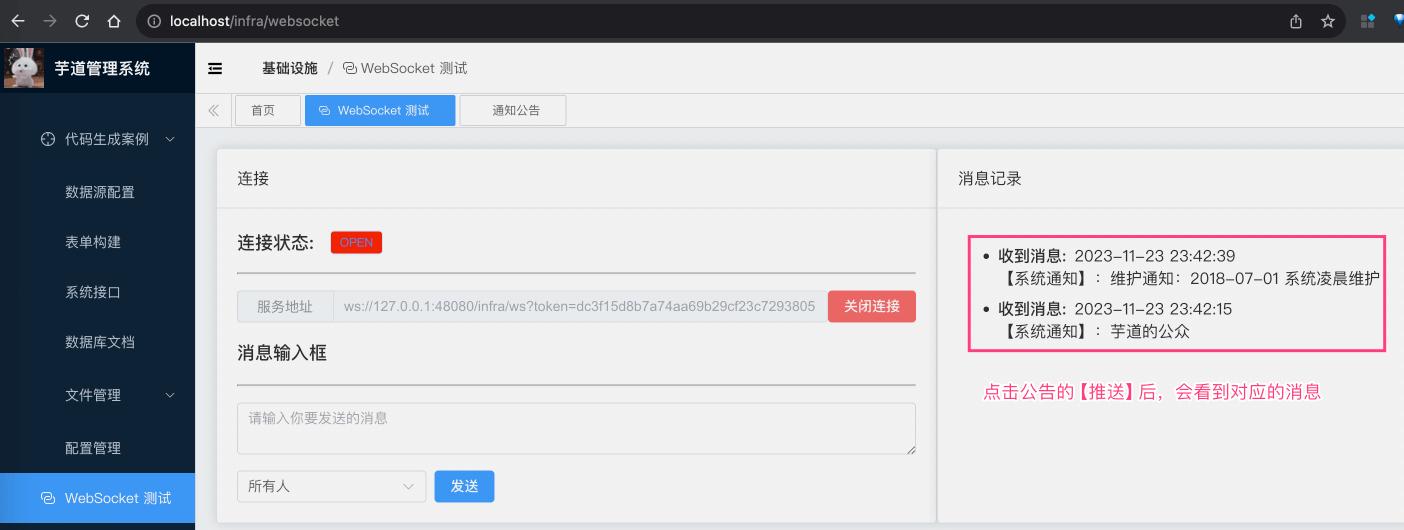 localhost/infra/websocket
芋道管理系统
基础设施 / WebSocket 测试
首页
WebSocket 测试
通知公告
代码生成案例
数据源配置
表单构建
系统接口
数据库文档
文件管理
配置管理
WebSocket 测试
连接
连接状态:
OPEN
服务地址
ws://127.0.0.1:48080/infra/ws?token=dc3f15d8b7a74aa69b29cf23c7293805
关闭连接
消息输入框
请输入你要发送的消息
所有人
发送
消息记录
• 收到消息: 2023-11-23 23:42:39
【系统通知】: 维护通知: 2018-07-01 系统凌晨维护
• 收到消息: 2023-11-23 23:42:15
【系统通知】: 芋道的公众
点击公告的【推送】后，会看到对应的消息